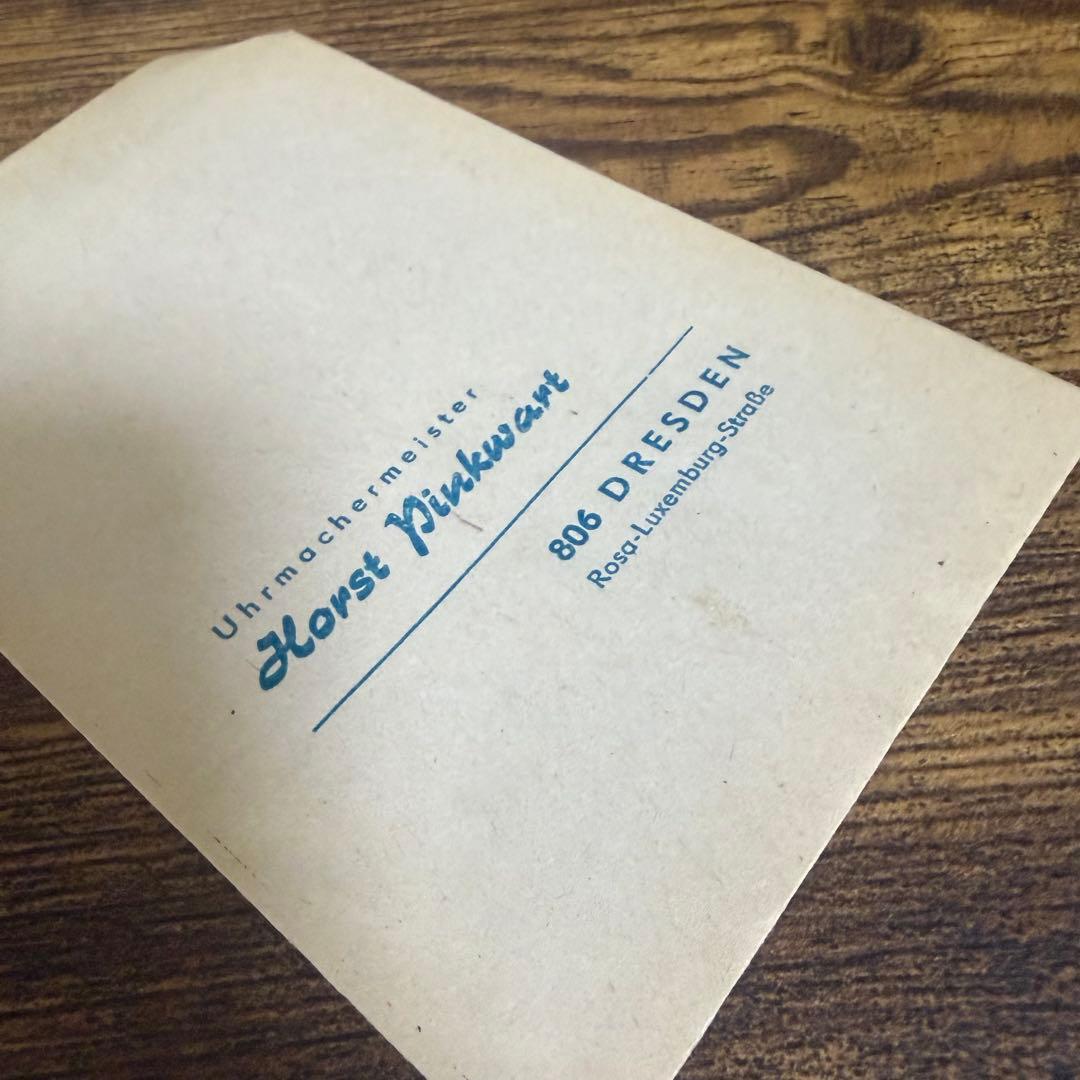 Uhrmachermeister
Horst Pinkwart
806 DRESDEN
Rosa-Luxemburg-Straße